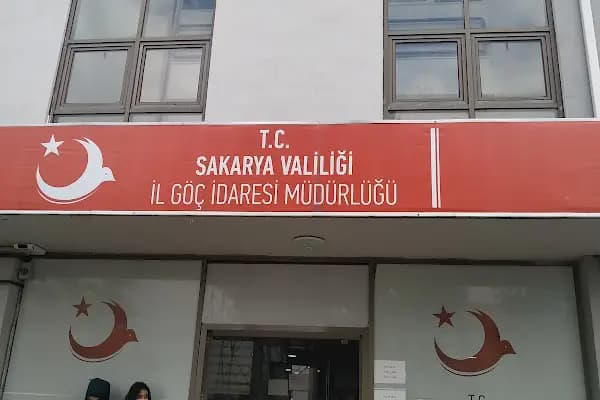 T.C.
SAKARYA VALİLİĞİ
İL GÖÇ İDARESİ MÜDÜRLÜĞÜ
T.C.